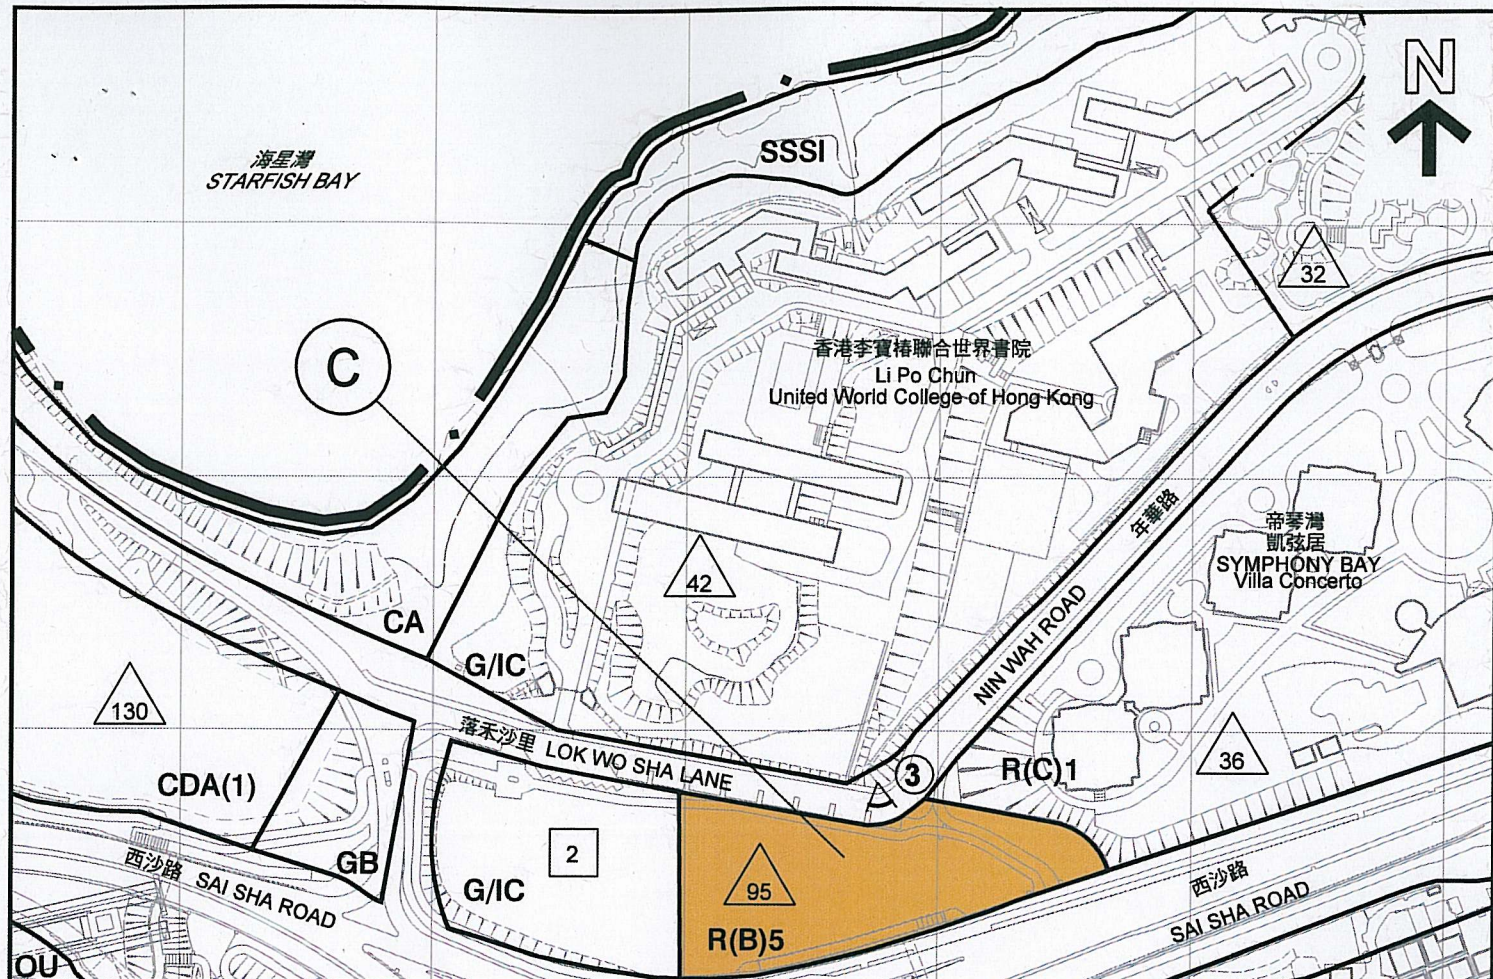 N
海星灣
STARFISH BAY
SSSI
32
C
香港李寶椿聯合世界書院
Li Po Chun
United World College of Hong Kong
年華路
NIN WAH ROAD
帝琴灣
凱弦居
SYMPHONY BAY
Villa Concerto
42
CA
G/IC
130
落禾沙里 LOK WO SHA LANE
3
R(C)1
36
CDA(1)
GB
2
G/IC
95
R(B)5
西沙路 SAI SHA ROAD
西沙路
SAI SHA ROAD
OU